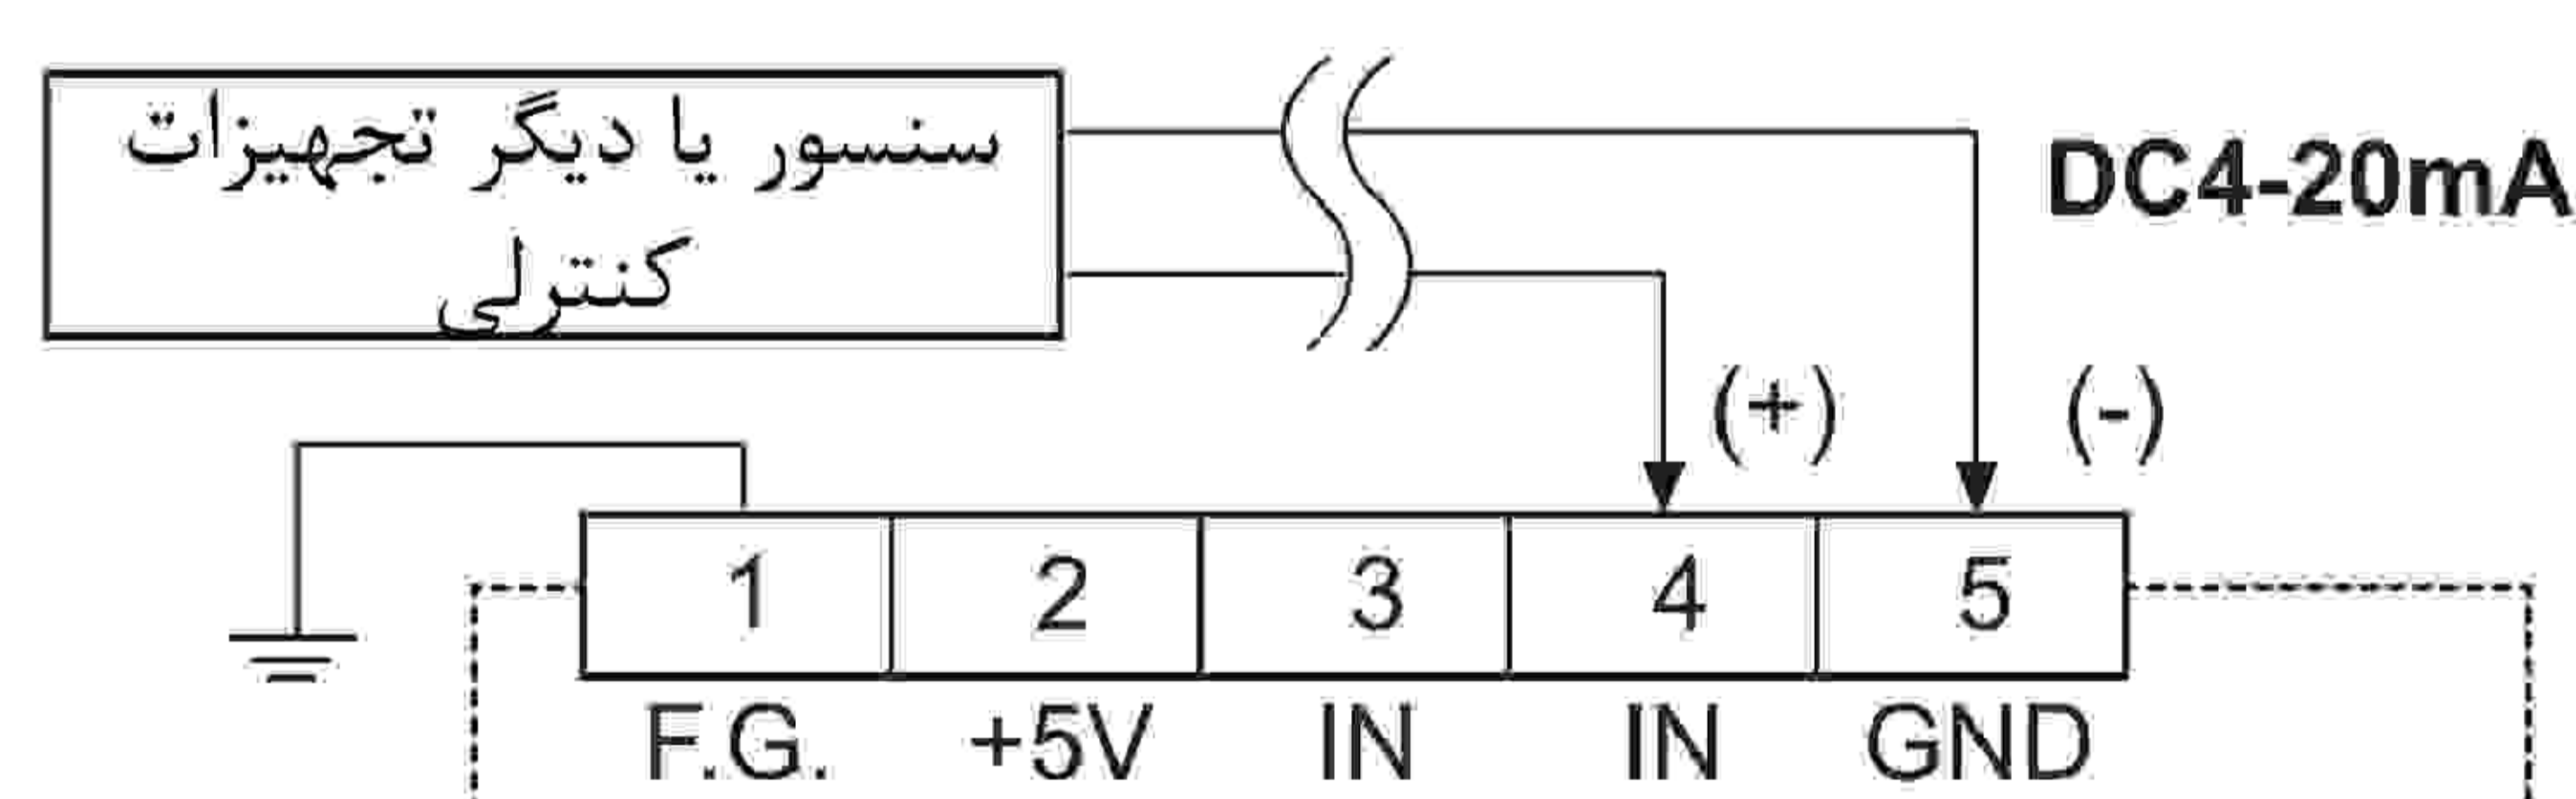 سنسور یا دیگر تجهیزات
کنترلی
DC4-20mA
(+) (-)
1 2 3 4 5
F.G. +5V IN IN GND